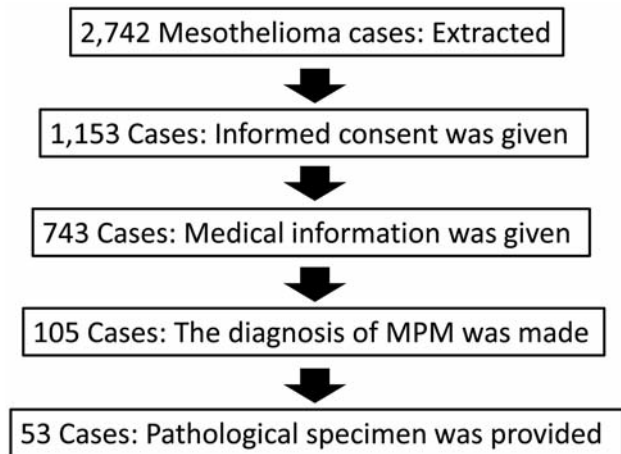 2,742 Mesothelioma cases: Extracted
1,153 Cases: Informed consent was given
743 Cases: Medical information was given
105 Cases: The diagnosis of MPM was made
53 Cases: Pathological specimen was provided